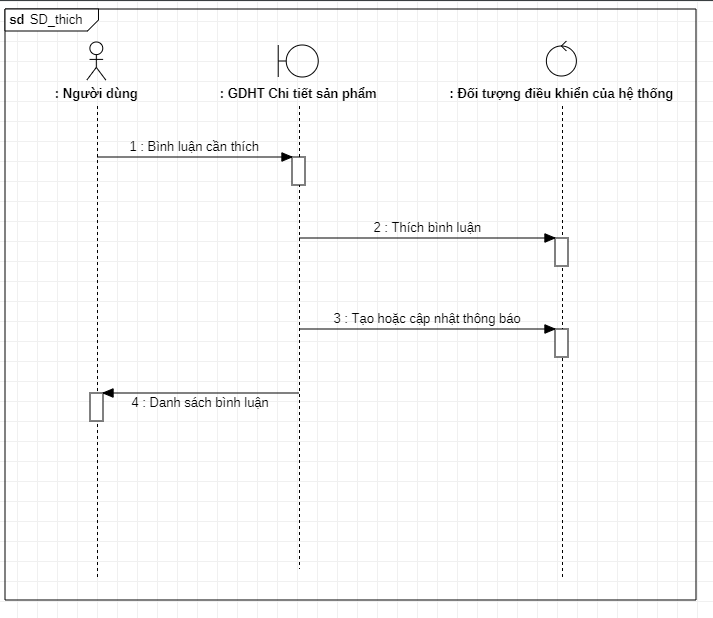 sd SD_thich
: Người dùng
: GDHT Chi tiết sản phẩm
: Đối tượng điều khiển của hệ thống
1 : Bình luận cần thích
2 : Thích bình luận
3 : Tạo hoặc cập nhật thông báo
4 : Danh sách bình luận